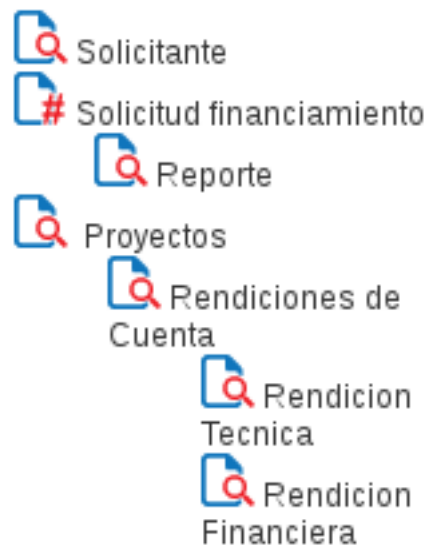 Solicitante
Solicitud financiamiento
Reporte
Proyectos
Rendiciones de
Cuenta
Rendicion
Tecnica
Rendicion
Financiera